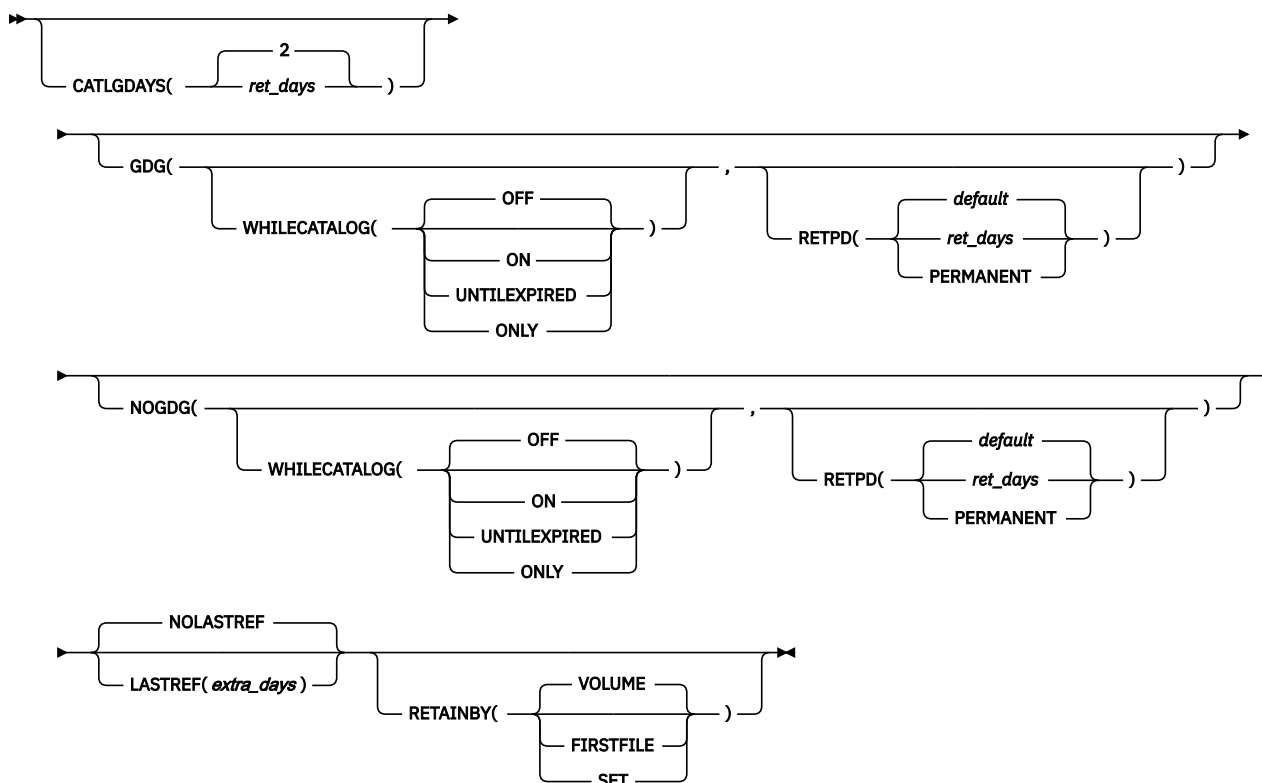 2
CATLGDAYS( ret_days )
GDG( , )
OFF
WHILECATALOG( )
ON
UNTILEXPIRED
ONLY
default
RETPD( ret_days )
PERMANENT
NOGDG( , )
OFF
WHILECATALOG( )
ON
UNTILEXPIRED
ONLY
default
RETPD( ret_days )
PERMANENT
NOLASTREF
LASTREF( extra_days )
VOLUME
RETAINBY( )
FIRSTFILE
SET